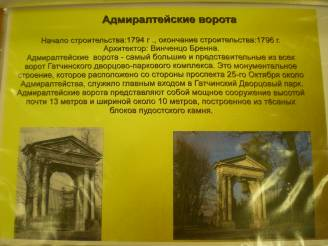 Адмиралтейские ворота
Начало строительства:1794 г ., окончание строительства:1796 г.
Архитектор: Винченцо Бренна.
Адмиралтейские ворота - самый большие и представительные из всех
ворот Гатчинского дворцово-паркового комплекса. Это монументальное
строение, которое расположено со стороны проспекта 25-го Октября около
Адмиралтейства, служило главным входом в Гатчинский Дворцовый парк.
Адмиралтейские ворота представляют собой мощное сооружение высотой
почти 13 метров и шириной около 10 метров, построенное из тёсаных
блоков пудостского камня.